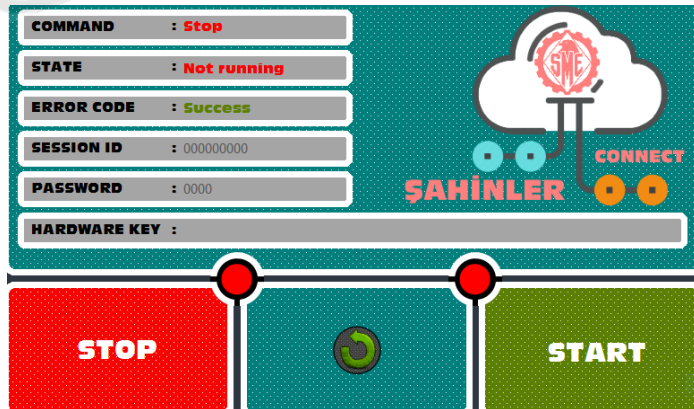 COMMAND : Stop
STATE : Not running
ERROR CODE : Success
SESSION ID : 000000000
PASSWORD : 0000
HARDWARE KEY :
SME
CONNECT
ŞAHİNLER
STOP
START